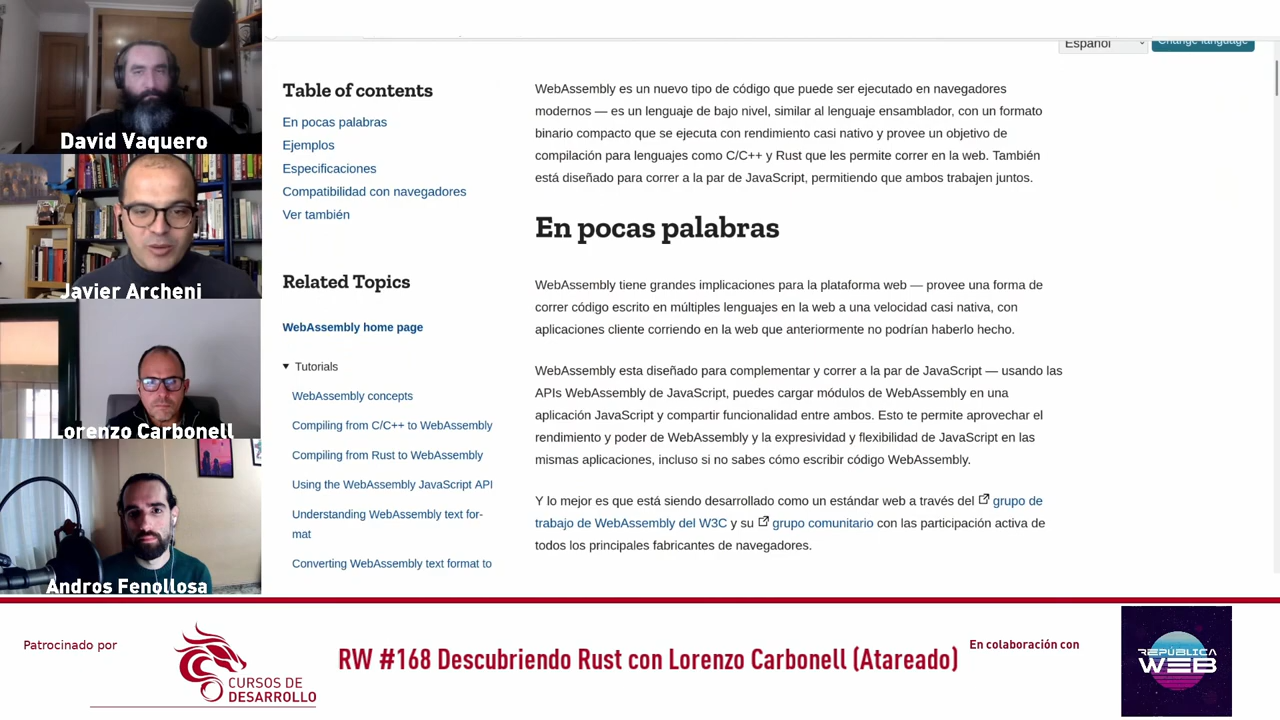 David Vaquero
Javier Archeni
Lorenzo Carbonell
Andros Fenollosa
Español
Change language
Table of contents
En pocas palabras
Ejemplos
Especificaciones
Compatibilidad con navegadores
Ver también
Related Topics
WebAssembly home page
Tutorials
WebAssembly concepts
Compiling from C/C++ to WebAssembly
Compiling from Rust to WebAssembly
Using the WebAssembly JavaScript API
Understanding WebAssembly text for-
mat
Converting WebAssembly text format to
WebAssembly es un nuevo tipo de código que puede ser ejecutado en navegadores
modernos — es un lenguaje de bajo nivel, similar al lenguaje ensamblador, con un formato
binario compacto que se ejecuta con rendimiento casi nativo y provee un objetivo de
compilación para lenguajes como C/C++ y Rust que les permite correr en la web. También
está diseñado para correr a la par de JavaScript, permitiendo que ambos trabajen juntos.
En pocas palabras
WebAssembly tiene grandes implicaciones para la plataforma web — provee una forma de
correr código escrito en múltiples lenguajes en la web a una velocidad casi nativa, con
aplicaciones cliente corriendo en la web que anteriormente no podrían haberlo hecho.
WebAssembly esta diseñado para complementar y correr a la par de JavaScript — usando las
APIs WebAssembly de JavaScript, puedes cargar módulos de WebAssembly en una
aplicación JavaScript y compartir funcionalidad entre ambos. Esto te permite aprovechar el
rendimiento y poder de WebAssembly y la expresividad y flexibilidad de JavaScript en las
mismas aplicaciones, incluso si no sabes cómo escribir código WebAssembly.
Y lo mejor es que está siendo desarrollado como un estándar web a través del grupo de
trabajo de WebAssembly del W3C y su grupo comunitario con las participación activa de
todos los principales fabricantes de navegadores.
Patrocinado por
CURSOS DE
DESARROLLO
RW #168 Descubriendo Rust con Lorenzo Carbonell (Atareado)
En colaboración con
REPÚBLICA
WEB